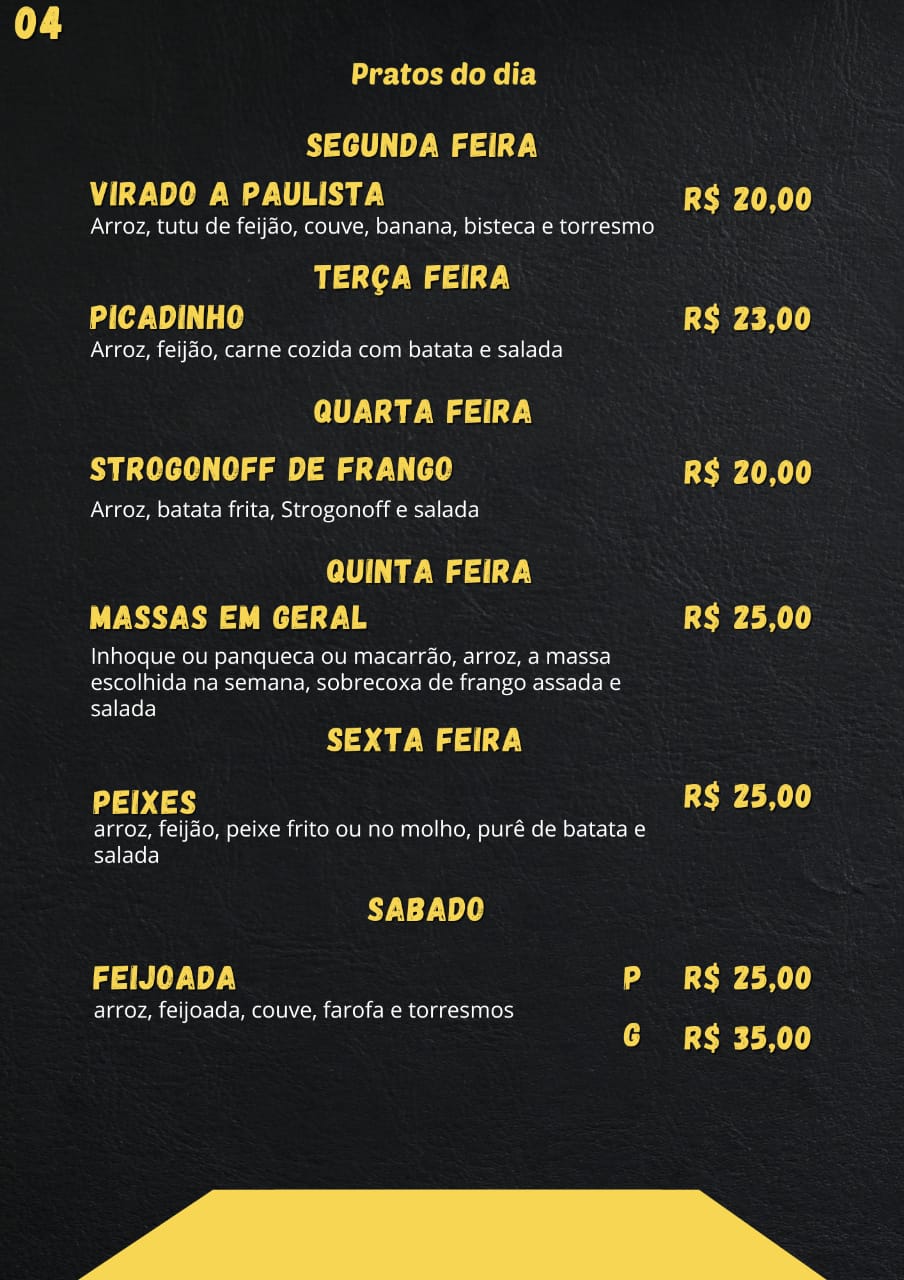 04
Pratos do dia
SEGUNDA FEIRA
VIRADO A PAULISTA R$ 20,00
Arroz, tutu de feijão, couve, banana, bisteca e torresmo
TERÇA FEIRA
PICADINHO R$ 23,00
Arroz, feijão, carne cozida com batata e salada
QUARTA FEIRA
STROGONOFF DE FRANGO R$ 20,00
Arroz, batata frita, Strogonoff e salada
QUINTA FEIRA
MASSAS EM GERAL R$ 25,00
Inhoque ou panqueca ou macarrão, arroz, a massa
escolhida na semana, sobrecoxa de frango assada e
salada
SEXTA FEIRA
PEIXES R$ 25,00
arroz, feijão, peixe frito ou no molho, purê de batata e
salada
SABADO
FEIJOADA P R$ 25,00
arroz, feijoada, couve, farofa e torresmos
G R$ 35,00